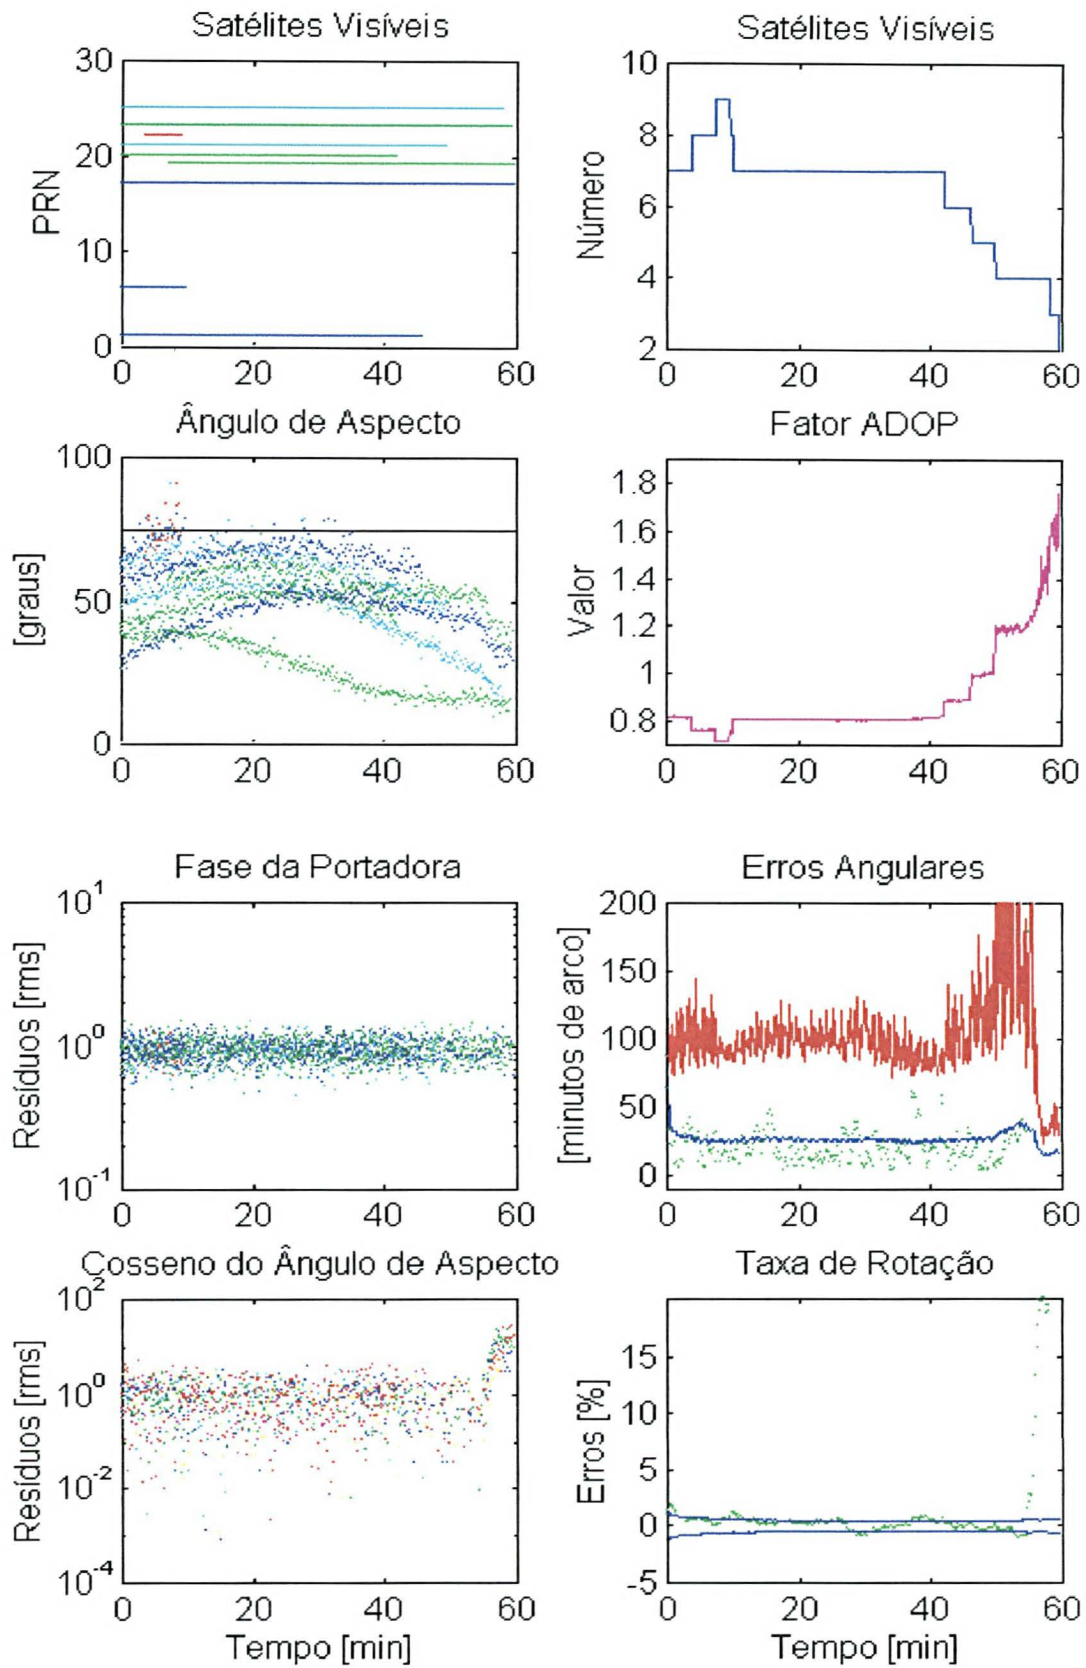 Satélites Visíveis
30
20
10
0
PRN
0 20 40 60
Satélites Visíveis
10
8
6
4
2
Número
0 20 40 60
Ângulo de Aspecto
100
50
0
[graus]
0 20 40 60
Fator ADOP
1.8
1.6
1.4
1.2
1
0.8
Valor
0 20 40 60
Fase da Portadora
10^1
10^0
10^-1
Resíduos [rms]
0 20 40 60
Erros Angulares
200
150
100
50
0
[minutos de arco]
0 20 40 60
Cosseno do Ângulo de Aspecto
10^2
10^0
10^-2
10^-4
Resíduos [rms]
0 20 40 60
Tempo [min]
Taxa de Rotação
15
10
5
0
-5
Erros [%]
0 20 40 60
Tempo [min]